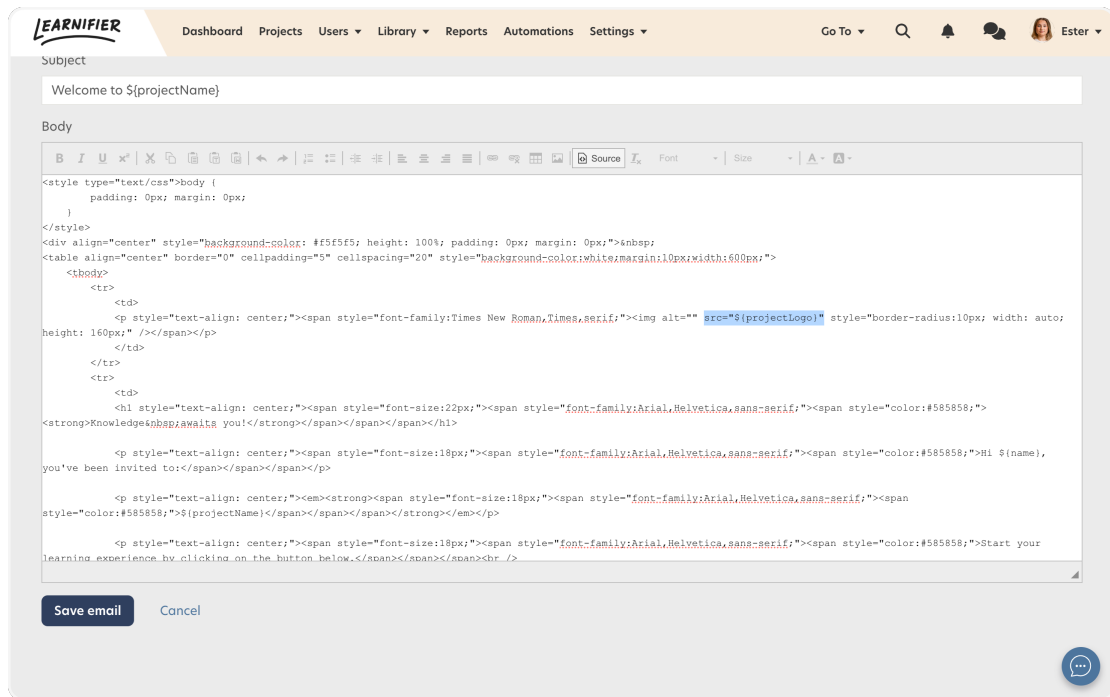 LEARNIFIER
Dashboard Projects Users Library Reports Automations Settings Go To Ester
Subject
Welcome to ${projectName}
Body
B I U x² Source Tx Font Size A A
<style type="text/css">body {
padding: 0px; margin: 0px;
}
</style>
<div align="center" style="background-color: #f5f5f5; height: 100%; padding: 0px; margin: 0px;">&nbsp;
<table align="center" border="0" cellpadding="5" cellspacing="20" style="background-color:white;margin:10px;width:600px;">
<tbody>
<tr>
<td>
<p style="text-align: center;"><span style="font-family:Times New Roman,Times,serif;"><img alt="" src="${projectLogo}" style="border-radius:10px; width: auto;
height: 160px;" /></span></p>
</td>
</tr>
<tr>
<td>
<h1 style="text-align: center;"><span style="font-size:22px;"><span style="font-family:Arial,Helvetica,sans-serif;"><span style="color:#585858;">
<strong>Knowledge&nbsp;awaits you!</strong></span></span></span></h1>
<p style="text-align: center;"><span style="font-size:18px;"><span style="font-family:Arial,Helvetica,sans-serif;"><span style="color:#585858;">Hi ${name},
you've been invited to:</span></span></span></p>
<p style="text-align: center;"><em><strong><span style="font-size:18px;"><span style="font-family:Arial,Helvetica,sans-serif;"><span
style="color:#585858;">${projectName}</span></span></span></strong></em></p>
<p style="text-align: center;"><span style="font-size:18px;"><span style="font-family:Arial,Helvetica,sans-serif;"><span style="color:#585858;">Start your
learning experience by clicking on the button below.</span></span></span><br />
Save email Cancel